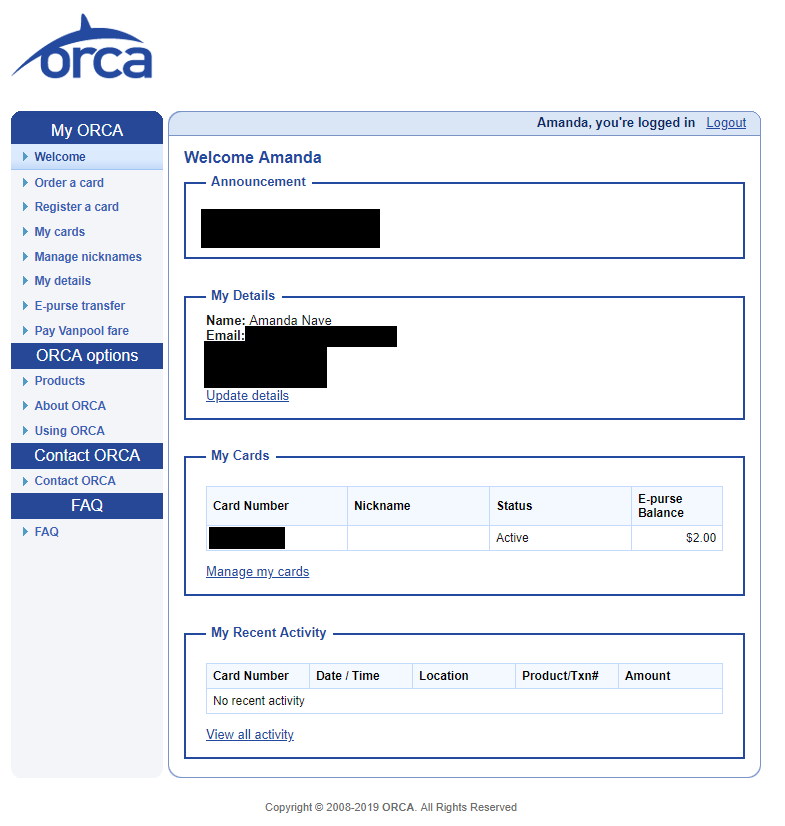 orca
My ORCA
Welcome
Order a card
Register a card
My cards
Manage nicknames
My details
E-purse transfer
Pay Vanpool fare
ORCA options
Products
About ORCA
Using ORCA
Contact ORCA
Contact ORCA
FAQ
FAQ
Amanda, you're logged in Logout
Welcome Amanda
Announcement
My Details
Name: Amanda Nave
Email:
Update details
My Cards
Card Number Nickname Status E-purse Balance
Active $2.00
Manage my cards
My Recent Activity
Card Number Date / Time Location Product/Txn# Amount
No recent activity
View all activity
Copyright © 2008-2019 ORCA. All Rights Reserved